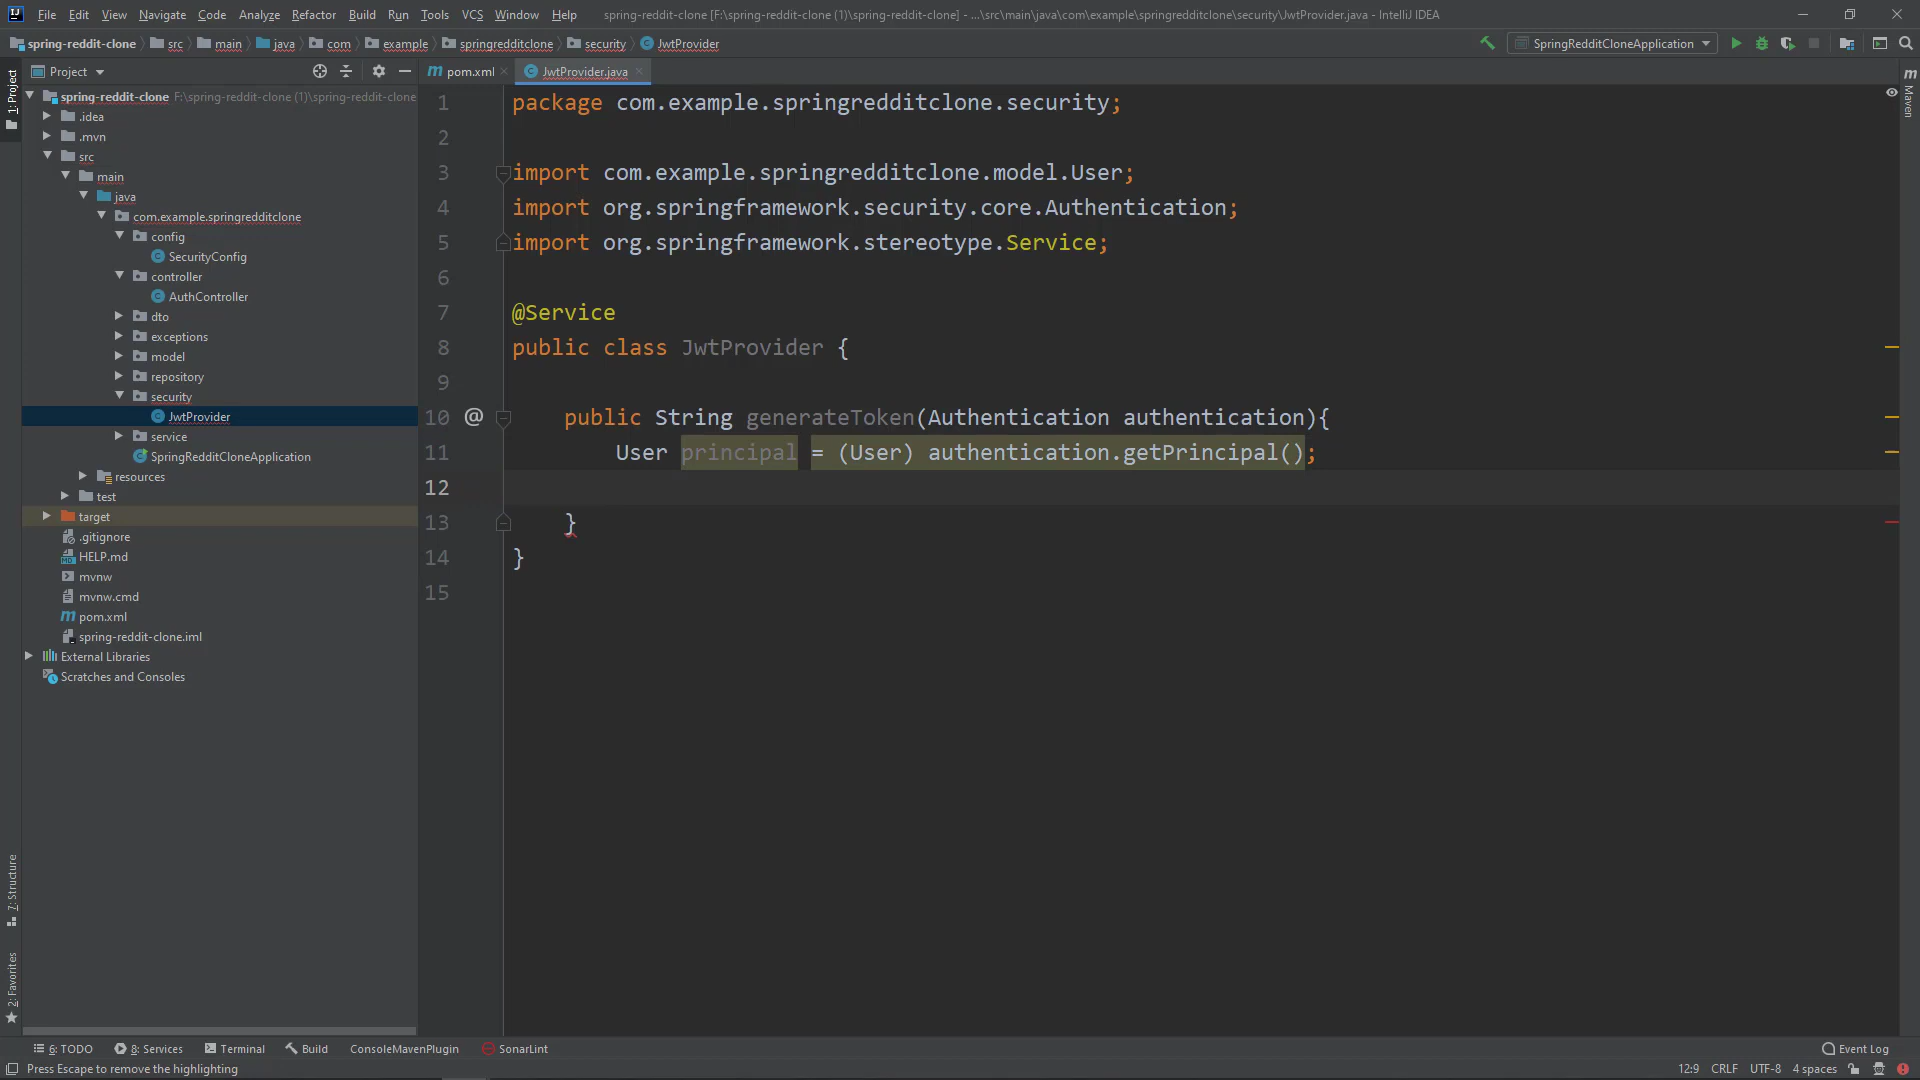 File Edit View Navigate Code Analyze Refactor Build Run Tools VCS Window Help spring-reddit-clone [F:\spring-reddit-clone (1)\spring-reddit-clone] - ...\src\main\java\com\example\springredditclone\security\JwtProvider.java - IntelliJ IDEA
spring-reddit-clone src main java com example springredditclone security JwtProvider SpringRedditCloneApplication
1: Project
Project
pom.xml JwtProvider.java
Maven
spring-reddit-clone F:\spring-reddit-clone (1)\spring-reddit-clone
.idea
.mvn
src
main
java
com.example.springredditclone
config
SecurityConfig
controller
AuthController
dto
exceptions
model
repository
security
JwtProvider
service
SpringRedditCloneApplication
resources
test
target
.gitignore
HELP.md
mvnw
mvnw.cmd
pom.xml
spring-reddit-clone.iml
External Libraries
Scratches and Consoles
1 package com.example.springredditclone.security;
2
3 import com.example.springredditclone.model.User;
4 import org.springframework.security.core.Authentication;
5 import org.springframework.stereotype.Service;
6
7 @Service
8 public class JwtProvider {
9
10 @ public String generateToken(Authentication authentication){
11 User principal = (User) authentication.getPrincipal();
12
13 }
14 }
15
7: Structure
2: Favorites
6: TODO 8: Services Terminal Build ConsoleMavenPlugin SonarLint Event Log
Press Escape to remove the highlighting 12:9 CRLF UTF-8 4 spaces